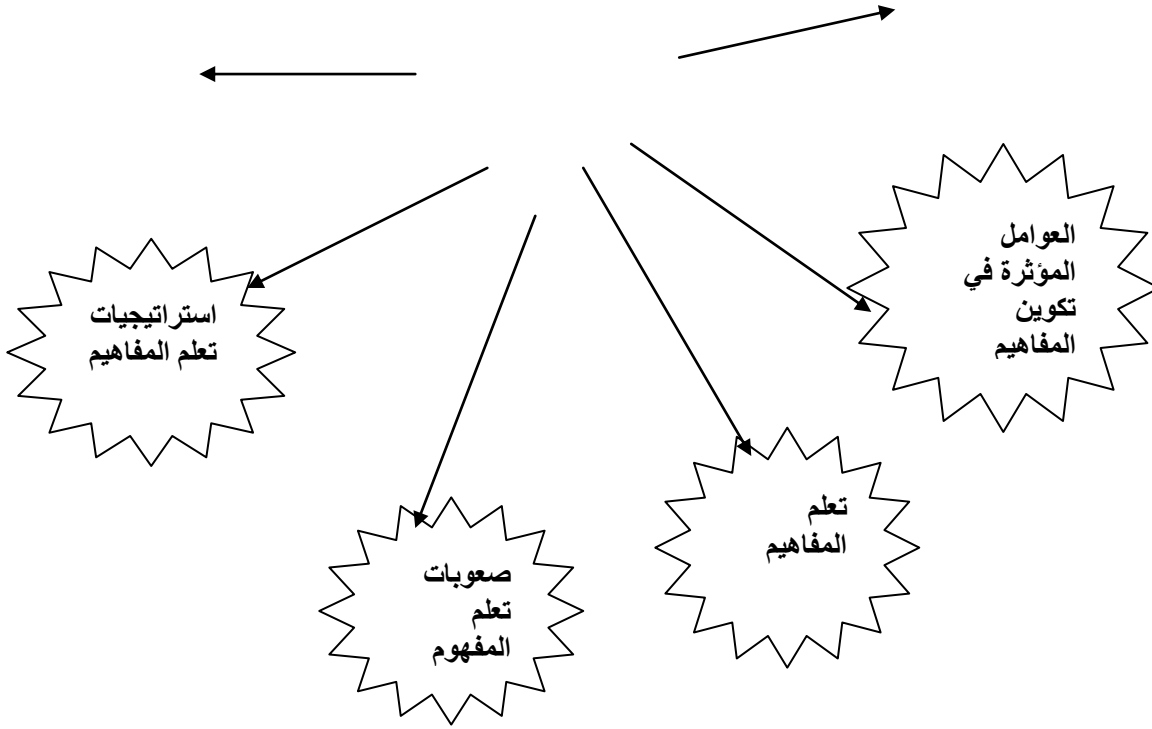 العوامل
المؤثرة في
تكوين
المفاهيم
استراتيجيات
تعلم المفاهيم
تعلم
المفاهيم
صعوبات
تعلم
المفهوم